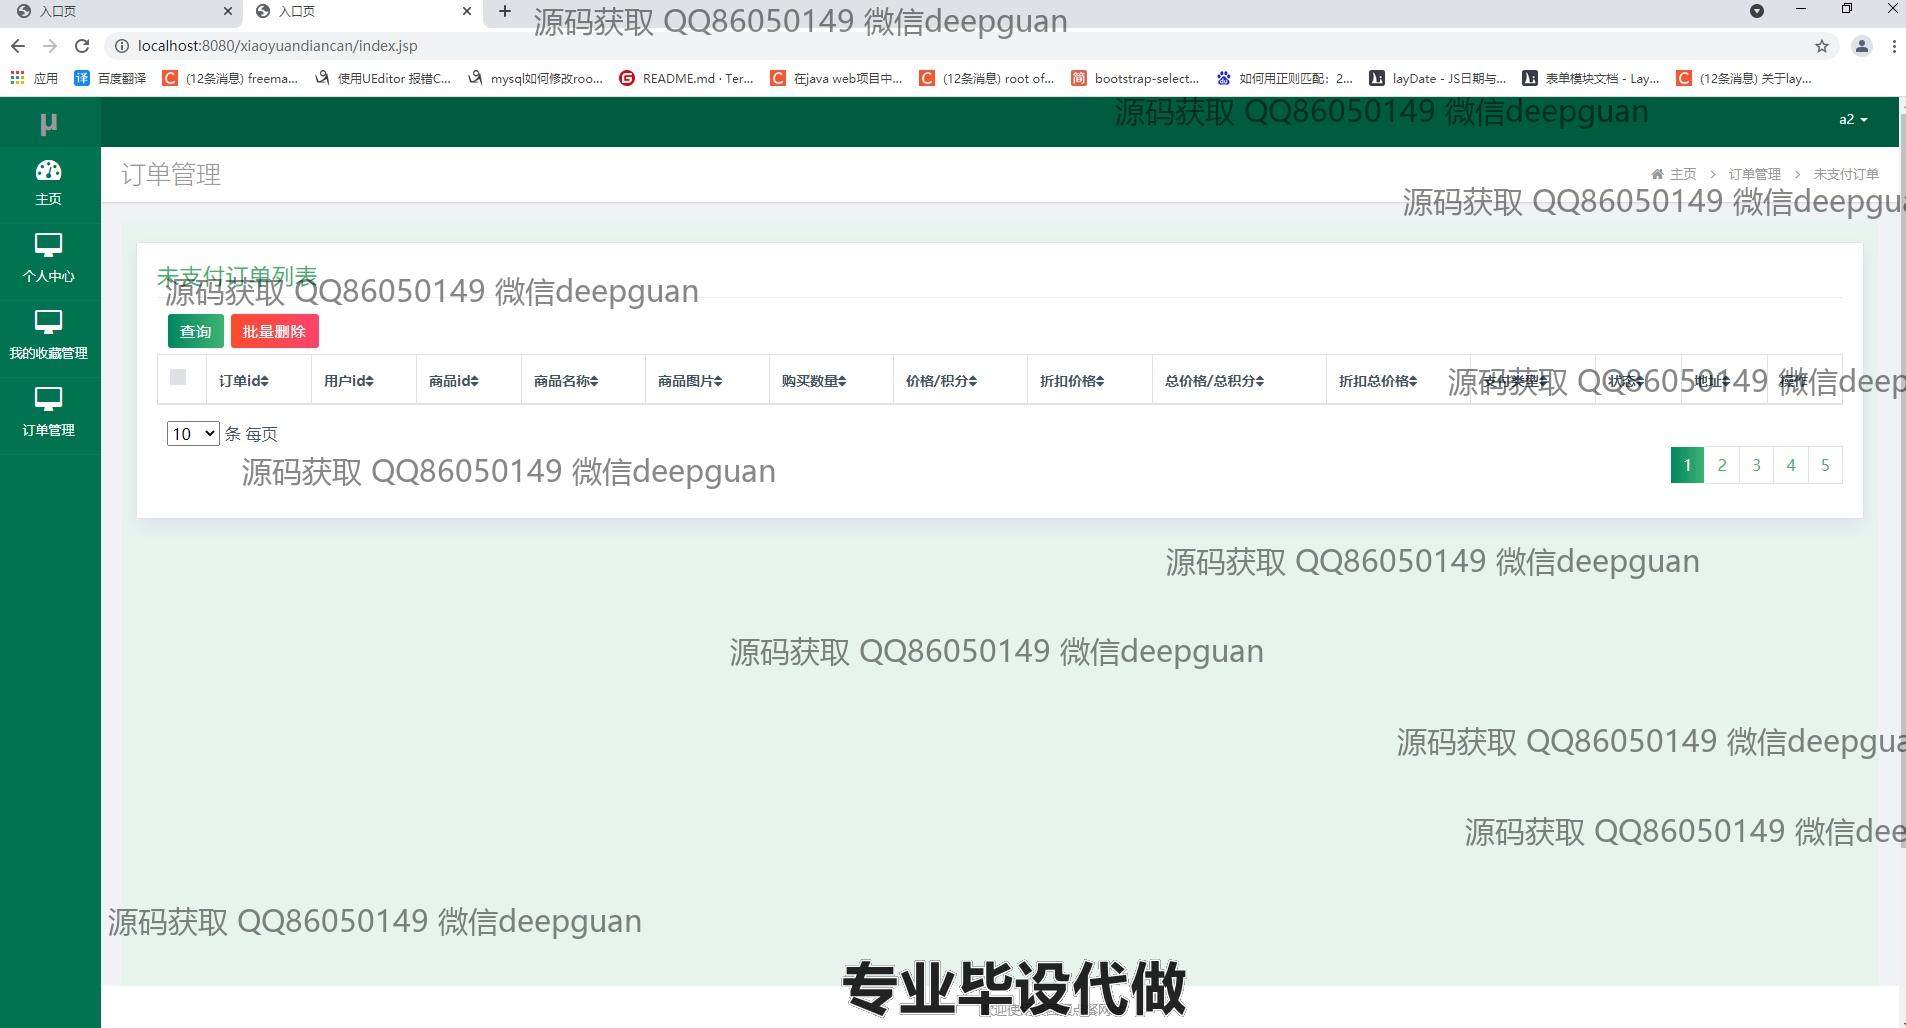 入口页
入口页
源码获取 QQ86050149 微信deepguan
localhost:8080/xiaoyuandiancan/index.jsp
应用
百度翻译
(12条消息) freema...
使用UEditor 报错C...
mysql如何修改roo...
README.md · Ter...
在java web项目中...
(12条消息) root of...
bootstrap-select...
如何用正则匹配：2...
layDate - JS日期与...
表单模块文档 - Lay...
(12条消息) 关于lay...
μ
源码获取 QQ86050149 微信deepguan
a2
主页
个人中心
我的收藏管理
订单管理
订单管理
主页 > 订单管理 > 未支付订单
源码获取 QQ86050149 微信deepgua
未支付订单列表
源码获取 QQ86050149 微信deepguan
查询 批量删除
订单id 用户id 商品id 商品名称 商品图片 购买数量 价格/积分 折扣价格 总价格/总积分 折扣总价格 支付类型 状态 地址 操作
源码获取 QQ86050149 微信deep
10 条 每页
源码获取 QQ86050149 微信deepguan
1 2 3 4 5
源码获取 QQ86050149 微信deepguan
源码获取 QQ86050149 微信deepguan
源码获取 QQ86050149 微信deepgua
源码获取 QQ86050149 微信dee
源码获取 QQ86050149 微信deepguan
专业毕设代做